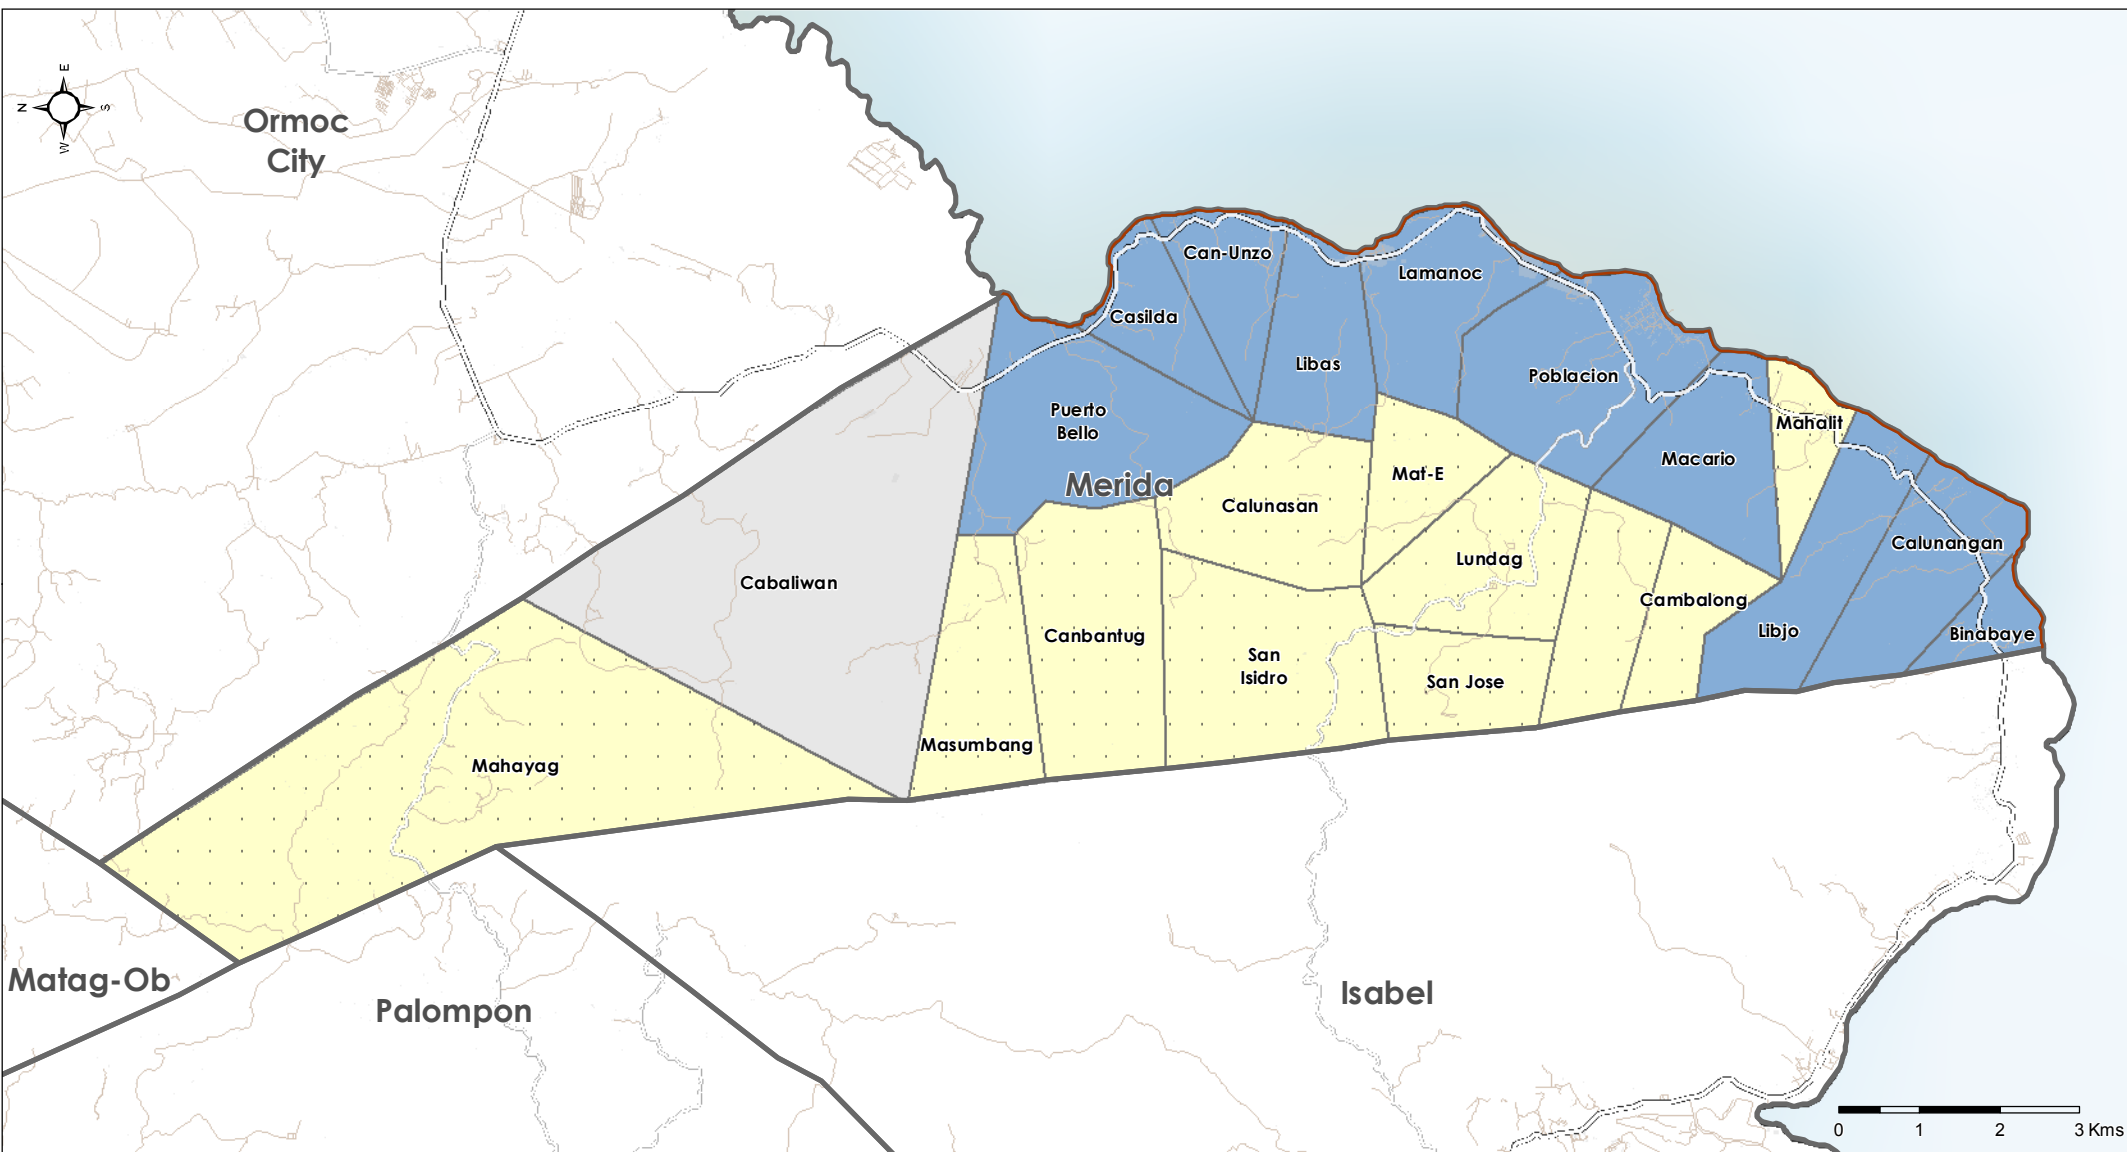 E
N
S
W
Ormoc
City
Can-Unzo
Lamanoc
Casilda
Libas
Poblacion
Puerto
Bello
Mahalit
Macario
Merida
Mat-E
Calunasan
Calunangan
Lundag
Cabaliwan
Cambalong
Canbantug
Libjo
Binabaye
San
Isidro
San Jose
Masumbang
Mahayag
Matag-Ob
Palompon
Isabel
0 1 2 3 Kms